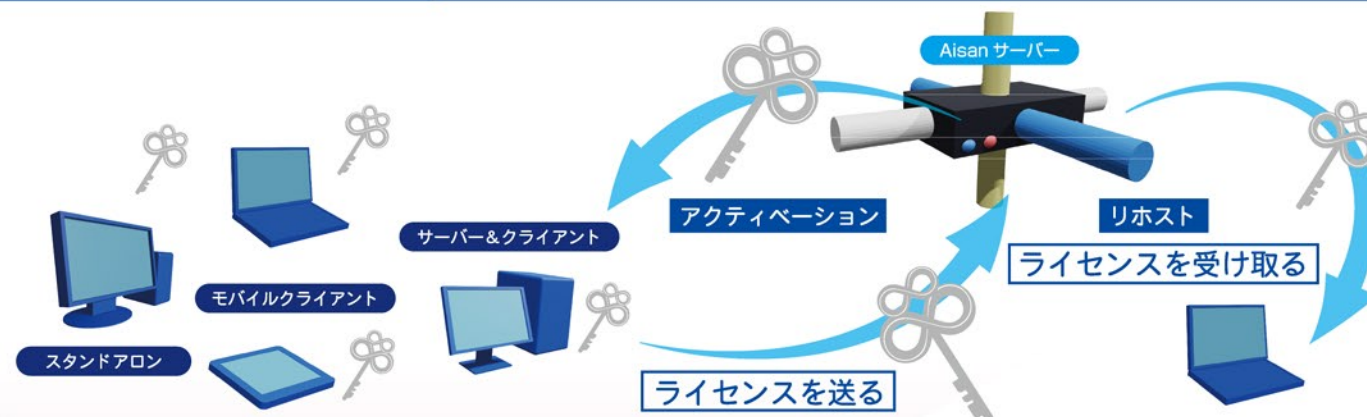 Aisan サーバー
アクティベーション
リホスト
サーバー＆クライアント
ライセンスを受け取る
モバイルクライアント
スタンドアロン
ライセンスを送る